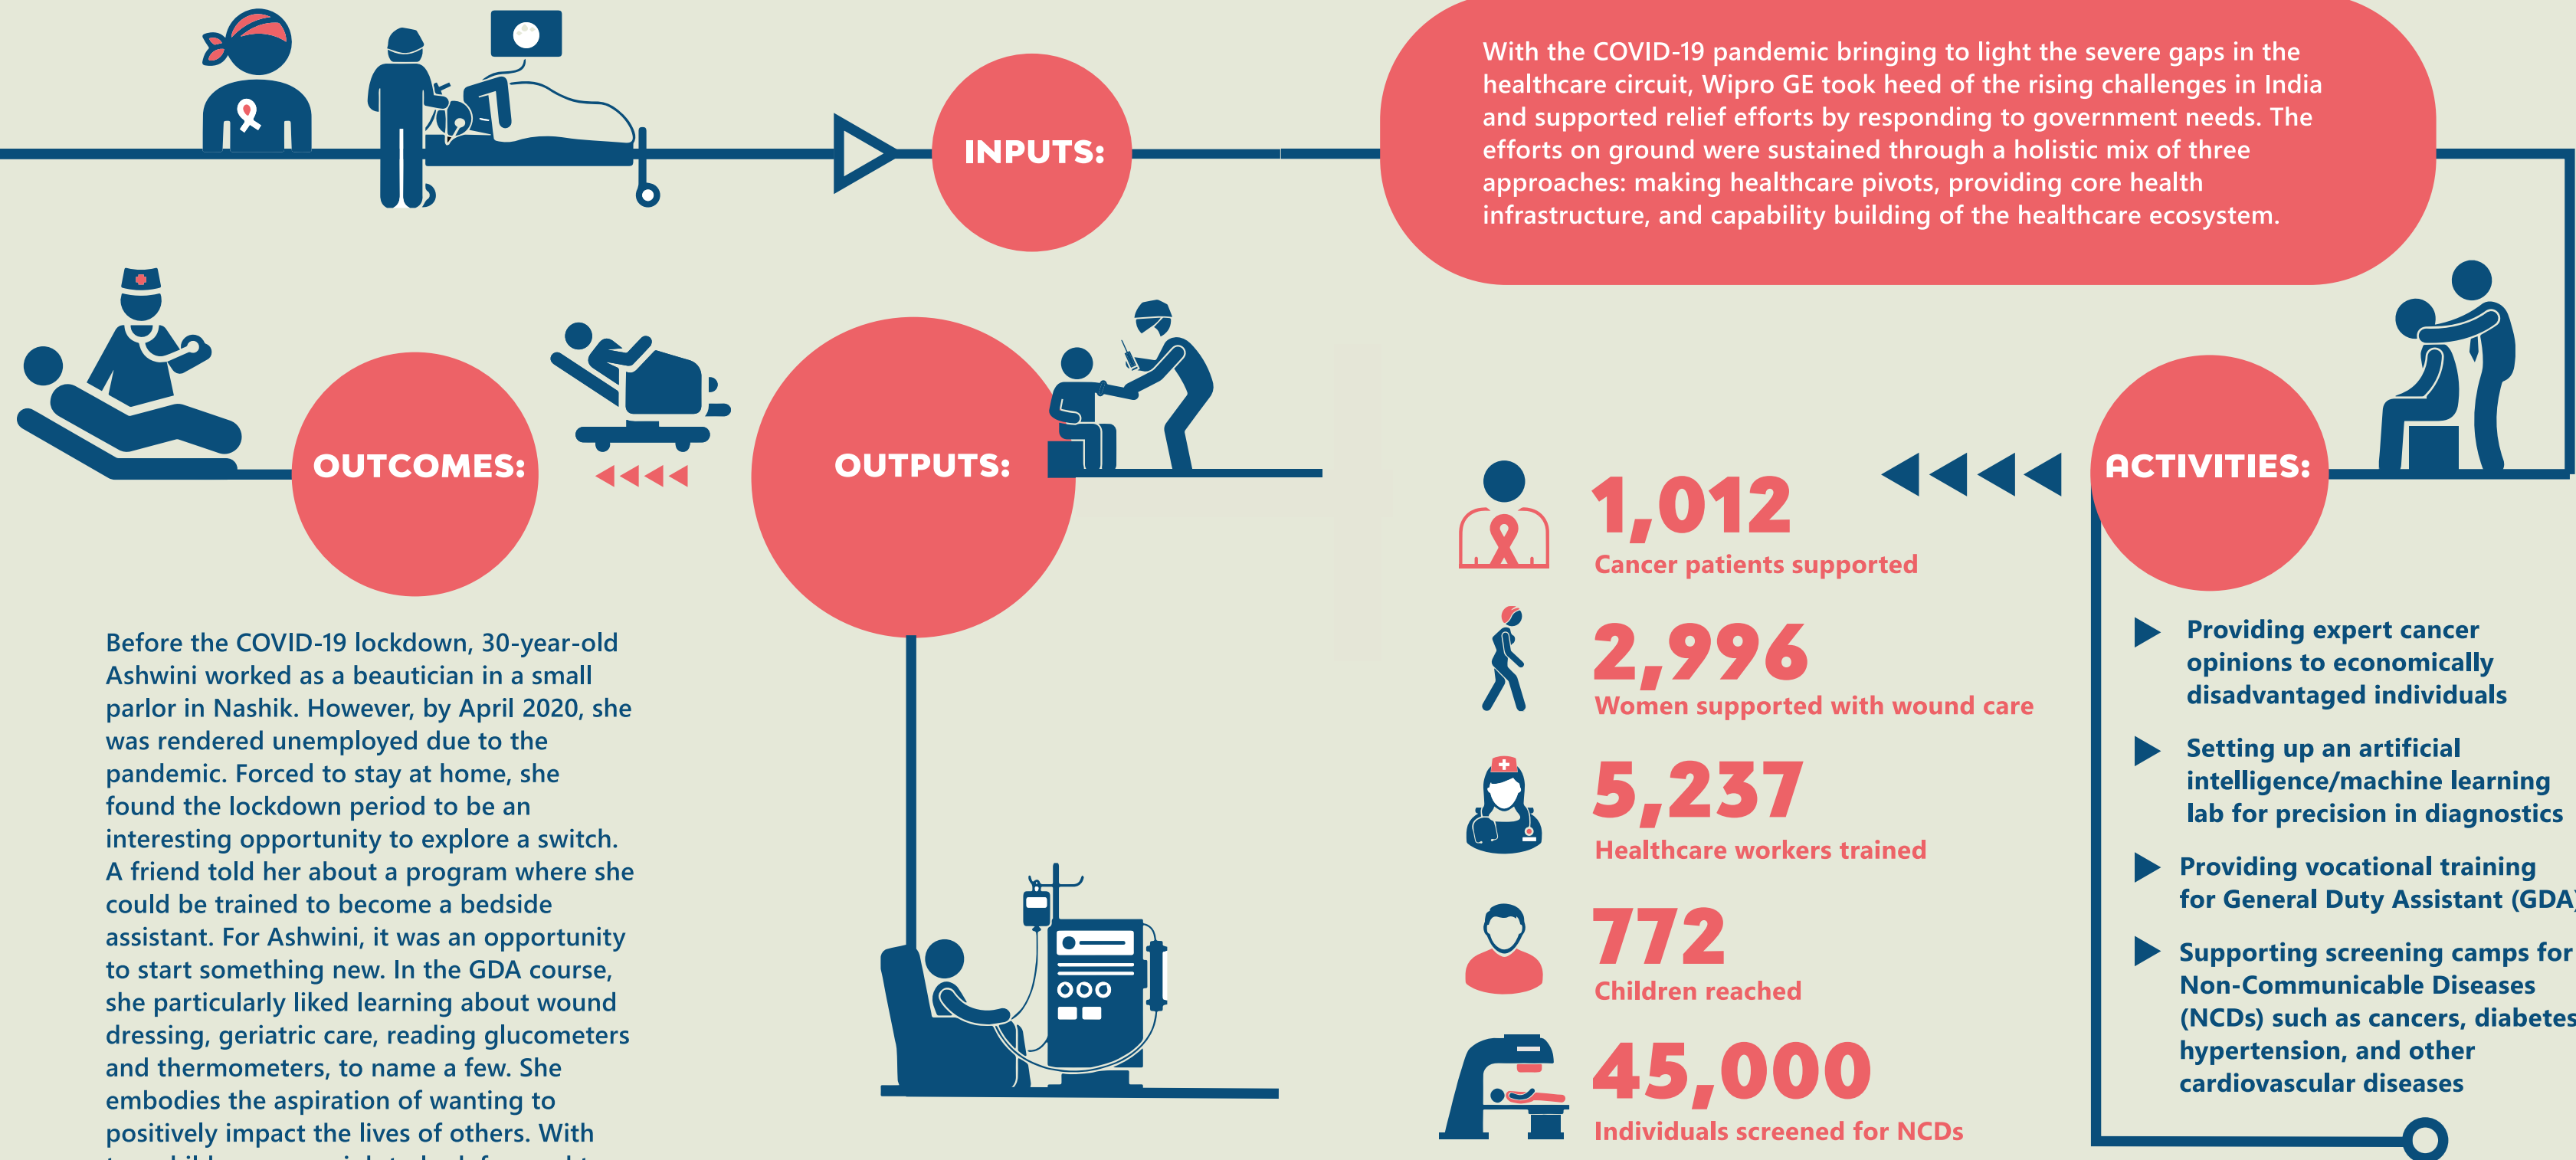 INPUTS:
With the COVID-19 pandemic bringing to light the severe gaps in the
healthcare circuit, Wipro GE took heed of the rising challenges in India
and supported relief efforts by responding to government needs. The
efforts on ground were sustained through a holistic mix of three
approaches: making healthcare pivots, providing core health
infrastructure, and capability building of the healthcare ecosystem.
ACTIVITIES:
Providing expert cancer
opinions to economically
disadvantaged individuals
Setting up an artificial
intelligence/machine learning
lab for precision in diagnostics
Providing vocational training
for General Duty Assistant (GDA)
Supporting screening camps for
Non-Communicable Diseases
(NCDs) such as cancers, diabetes
hypertension, and other
cardiovascular diseases
OUTPUTS:
1,012
Cancer patients supported
2,996
Women supported with wound care
5,237
Healthcare workers trained
772
Children reached
45,000
Individuals screened for NCDs
OUTCOMES:
Before the COVID-19 lockdown, 30-year-old
Ashwini worked as a beautician in a small
parlor in Nashik. However, by April 2020, she
was rendered unemployed due to the
pandemic. Forced to stay at home, she
found the lockdown period to be an
interesting opportunity to explore a switch.
A friend told her about a program where she
could be trained to become a bedside
assistant. For Ashwini, it was an opportunity
to start something new. In the GDA course,
she particularly liked learning about wound
dressing, geriatric care, reading glucometers
and thermometers, to name a few. She
embodies the aspiration of wanting to
positively impact the lives of others. With